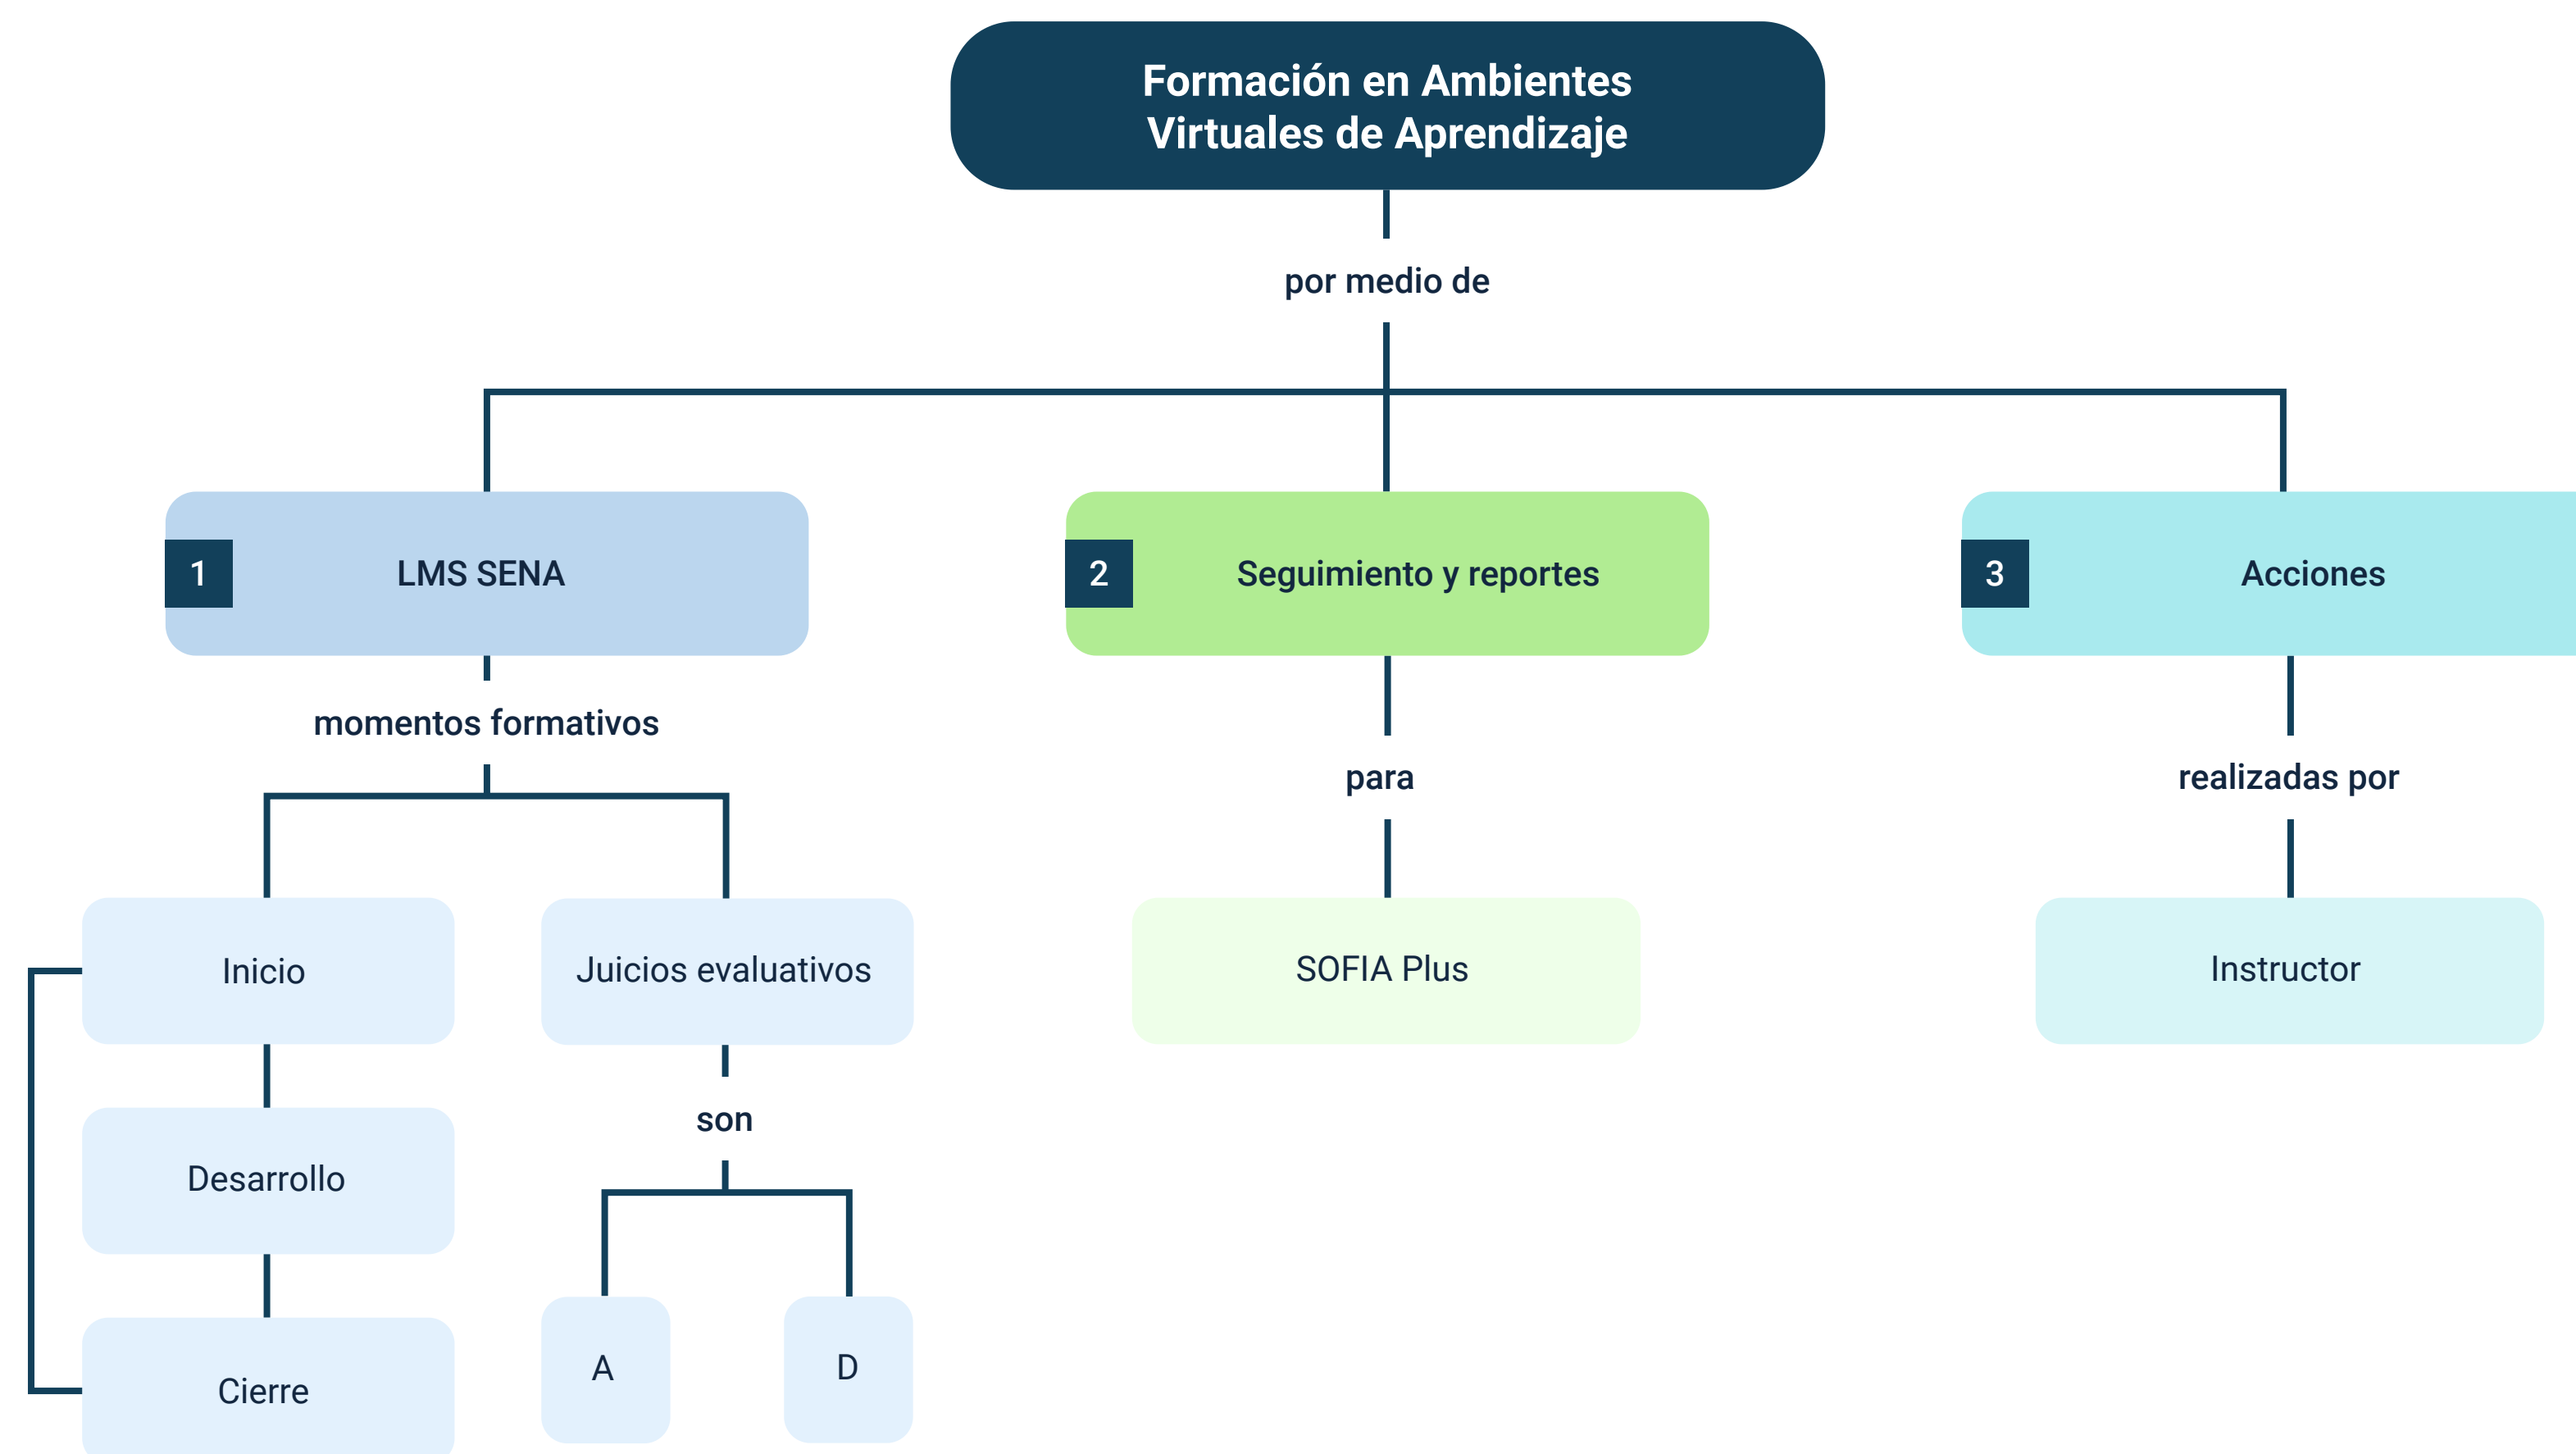 Formación en Ambientes
Virtuales de Aprendizaje
por medio de
1
LMS SENA
2
Seguimiento y reportes
3
Acciones
momentos formativos
para
realizadas por
Inicio
Juicios evaluativos
SOFIA Plus
Instructor
son
Desarrollo
A
D
Cierre